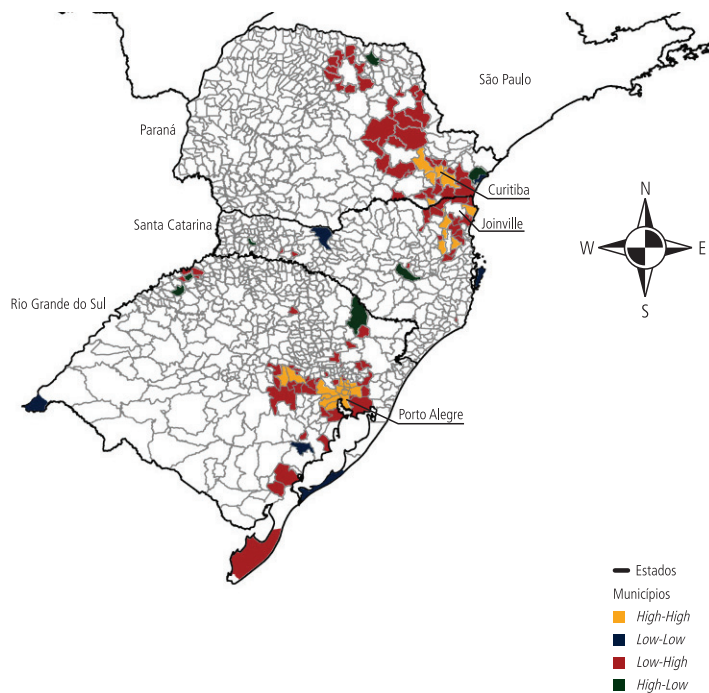 São Paulo
Paraná
Curitiba
Santa Catarina
Joinville
N
W
E
S
Rio Grande do Sul
Porto Alegre
Estados
Municípios
High-High
Low-Low
Low-High
High-Low